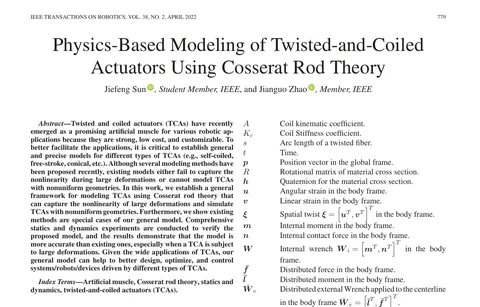 IEEE TRANSACTIONS ON ROBOTICS, VOL. 38, NO. 2, APRIL 2022
779
Physics-Based Modeling of Twisted-and-Coiled
Actuators Using Cosserat Rod Theory
Jiefeng Sun, Student Member, IEEE, and Jianguo Zhao, Member, IEEE
Abstract—Twisted and coiled actuators (TCAs) have recently
emerged as a promising artificial muscle for various robotic ap-
plications because they are strong, low cost, and customizable. To
better facilitate the applications, it is critical to establish general
and precise models for different types of TCAs (e.g., self-coiled,
free-stroke, conical, etc.). Although several modeling methods have
been proposed recently, existing models either fail to capture the
nonlinearity during large deformations or cannot model TCAs
with nonuniform geometries. In this work, we establish a general
framework for modeling TCAs using Cosserat rod theory that
can capture the nonlinearity of large deformations and simulate
TCAs with nonuniform geometries. Furthermore, we show existing
models are special cases of our general model. Comprehensive
statics and dynamics experiments are conducted to verify the
proposed model, and the results demonstrate that the model is
more accurate than existing ones, especially when a TCA is subject
to large deformations. Given the wide applications of TCAs, our
general model can help to better design, optimize, and control
systems/robots/devices driven by different types of TCAs.
Index Terms—Artificial muscle, Cosserat rod theory, statics and
dynamics, twisted-and-coiled actuators (TCAs).
A Coil kinematic coefficient.
K_c Coil Stiffness coefficient.
s Arc length of a twisted fiber.
t Time.
p Position vector in the global frame.
R Rotational matrix of material cross section.
h Quaternion for the material cross section.
u Angular strain in the body frame.
v Linear strain in the body frame.
ξ Spatial twist ξ = [u^T, v^T]^T in the body frame.
m Internal moment in the body frame.
n Internal contact force in the body frame.
W Internal wrench W_i = [m^T, n^T]^T in the body
frame.
f̄ Distributed force in the body frame.
l̄ Distributed moment in the body frame.
W̄_e Distributed external Wrench applied to the centerline
in the body frame W̄_e = [l̄^T, f̄^T]^T.